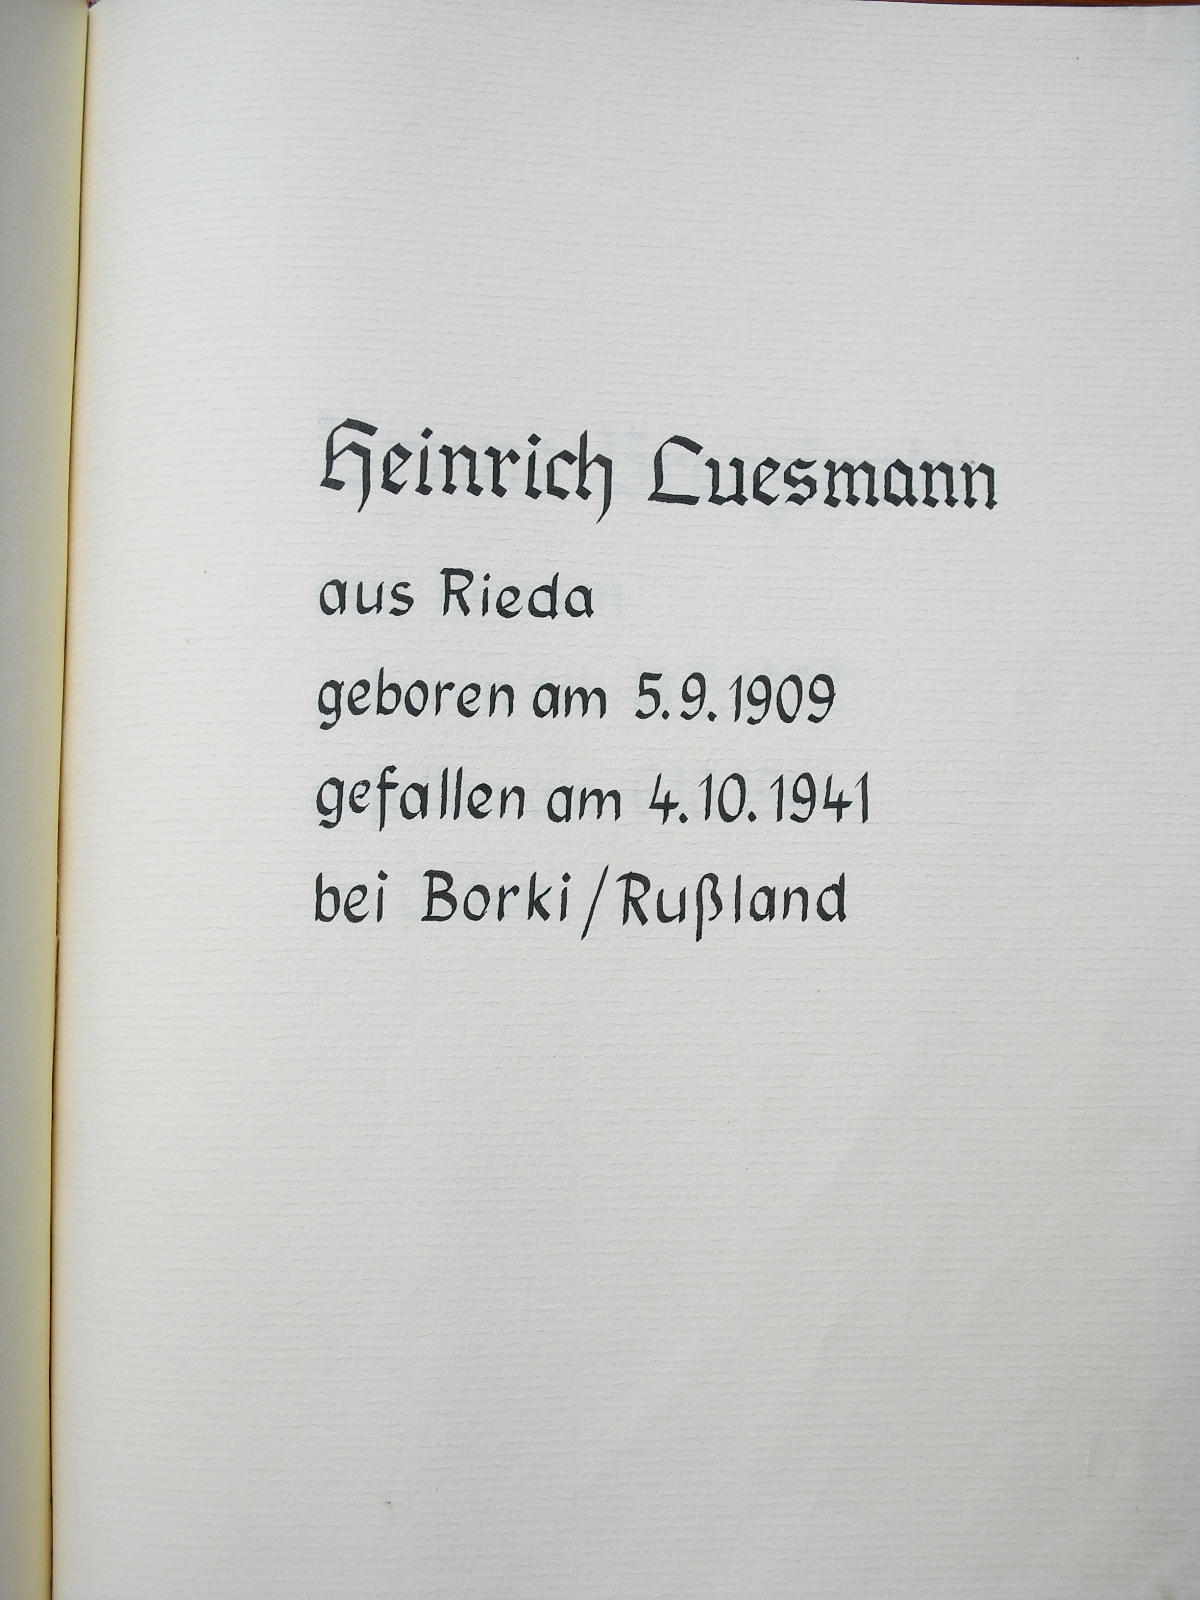 Heinrich Luesmann
aus Rieda
geboren am 5.9.1909
gefallen am 4.10.1941
bei Borki/Rußland